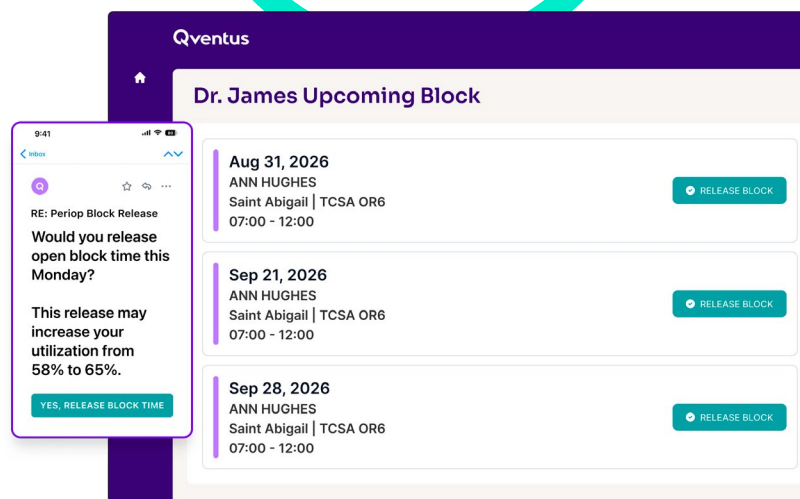 Qventus
Dr. James Upcoming Block
9:41
Inbox
Q
RE: Periop Block Release
Would you release
open block time this
Monday?
This release may
increase your
utilization from
58% to 65%.
YES, RELEASE BLOCK TIME
Aug 31, 2026
ANN HUGHES
Saint Abigail | TCSA OR6
07:00 - 12:00
RELEASE BLOCK
Sep 21, 2026
ANN HUGHES
Saint Abigail | TCSA OR6
07:00 - 12:00
RELEASE BLOCK
Sep 28, 2026
ANN HUGHES
Saint Abigail | TCSA OR6
07:00 - 12:00
RELEASE BLOCK